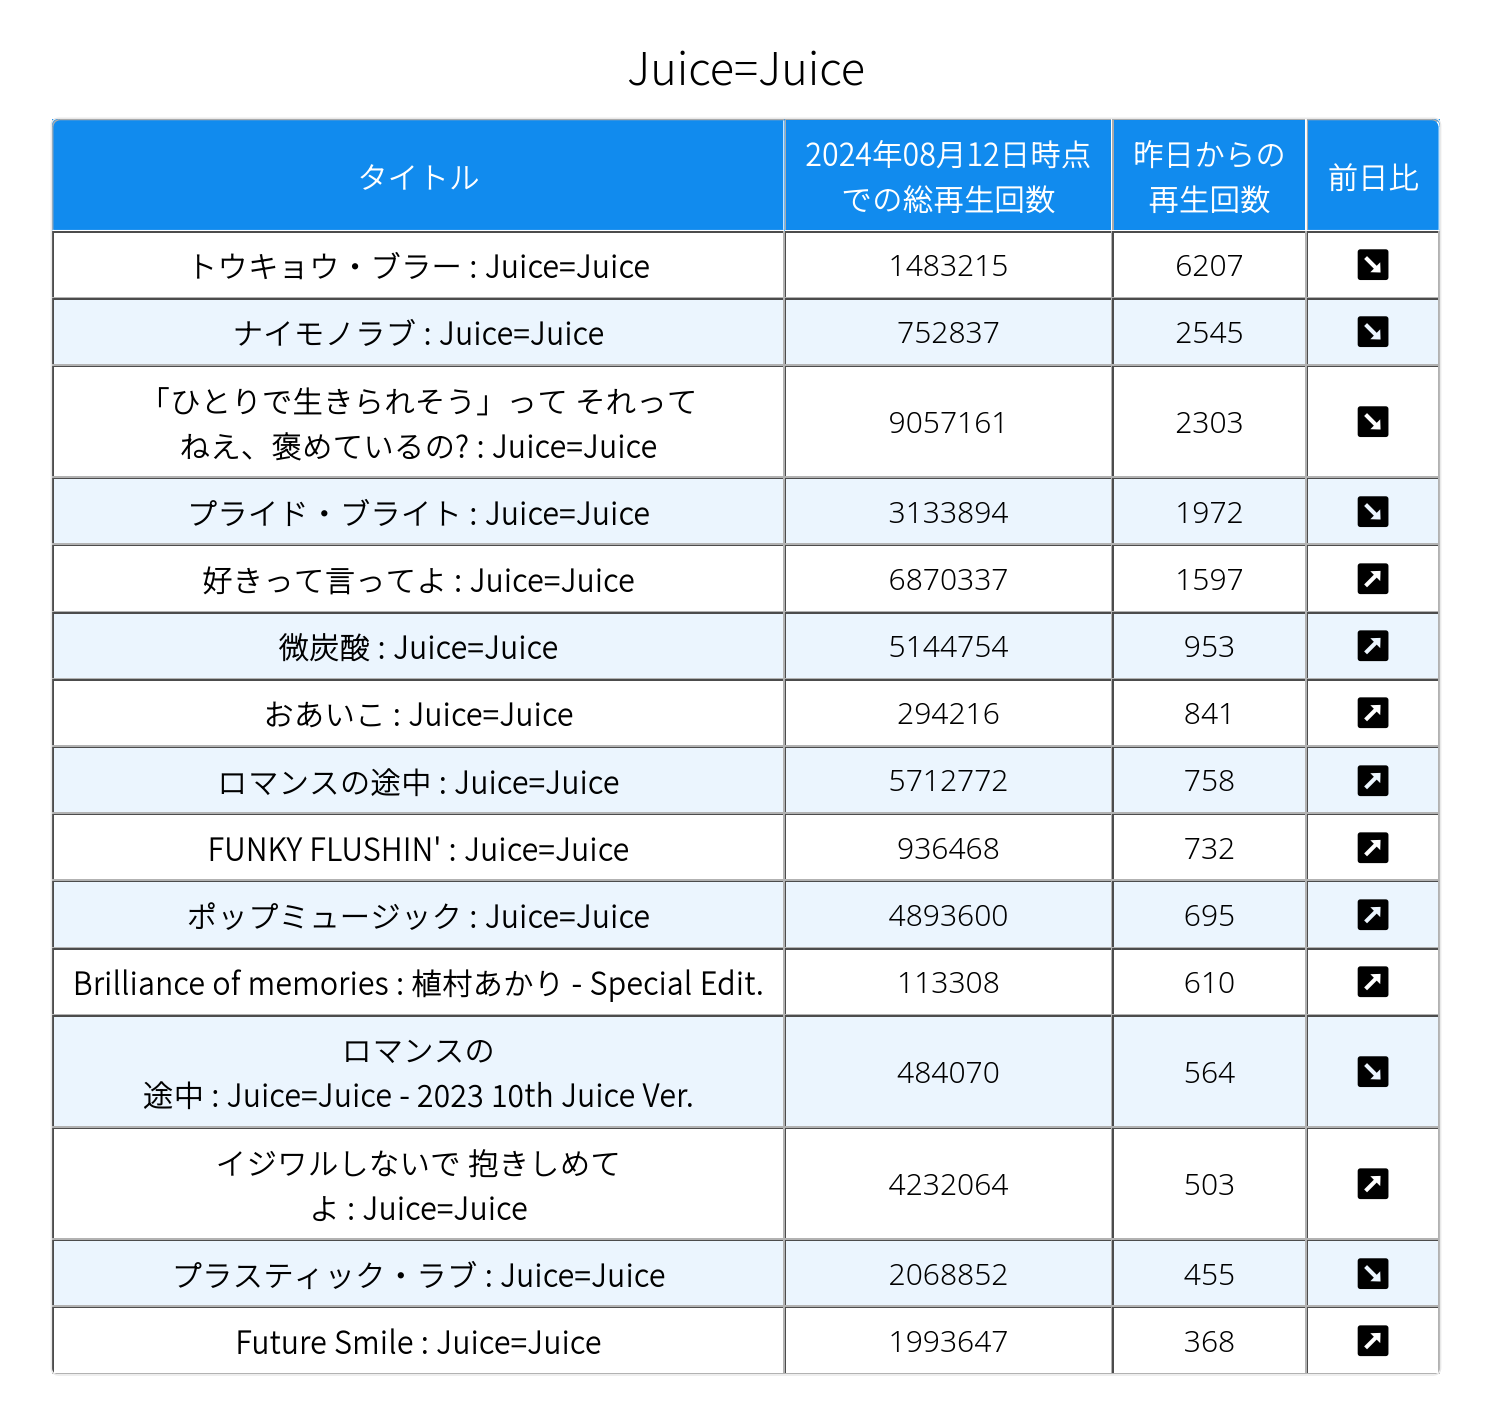 Juice=Juice
タイトル
2024年08月12日時点
での総再生回数
昨日からの
再生回数
前日比
トウキョウ・ブラー : Juice=Juice 1483215 6207
ナイモノラブ : Juice=Juice 752837 2545
「ひとりで生きられそう」って それって
ねえ、褒めているの? : Juice=Juice 9057161 2303
プライド・ブライト : Juice=Juice 3133894 1972
好きって言ってよ : Juice=Juice 6870337 1597
微炭酸 : Juice=Juice 5144754 953
おあいこ : Juice=Juice 294216 841
ロマンスの途中 : Juice=Juice 5712772 758
FUNKY FLUSHIN' : Juice=Juice 936468 732
ポップミュージック : Juice=Juice 4893600 695
Brilliance of memories : 植村あかり - Special Edit. 113308 610
ロマンスの
途中 : Juice=Juice - 2023 10th Juice Ver. 484070 564
イジワルしないで 抱きしめて
よ : Juice=Juice 4232064 503
プラスティック・ラブ : Juice=Juice 2068852 455
Future Smile : Juice=Juice 1993647 368